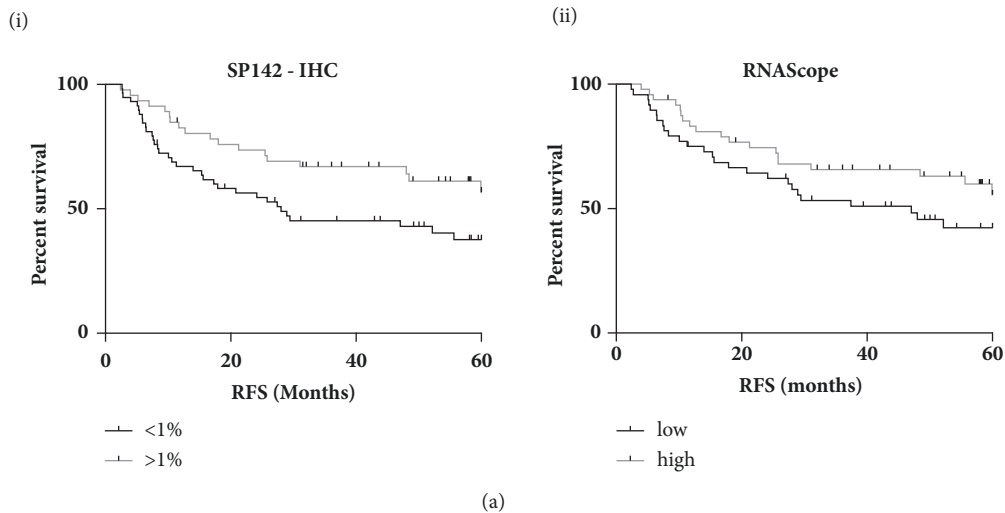 (i)
SP142 - IHC
100
50
0
Percent survival
0 20 40 60
RFS (Months)
<1%
>1%
(ii)
RNAScope
100
50
0
Percent survival
0 20 40 60
RFS (months)
low
high
(a)